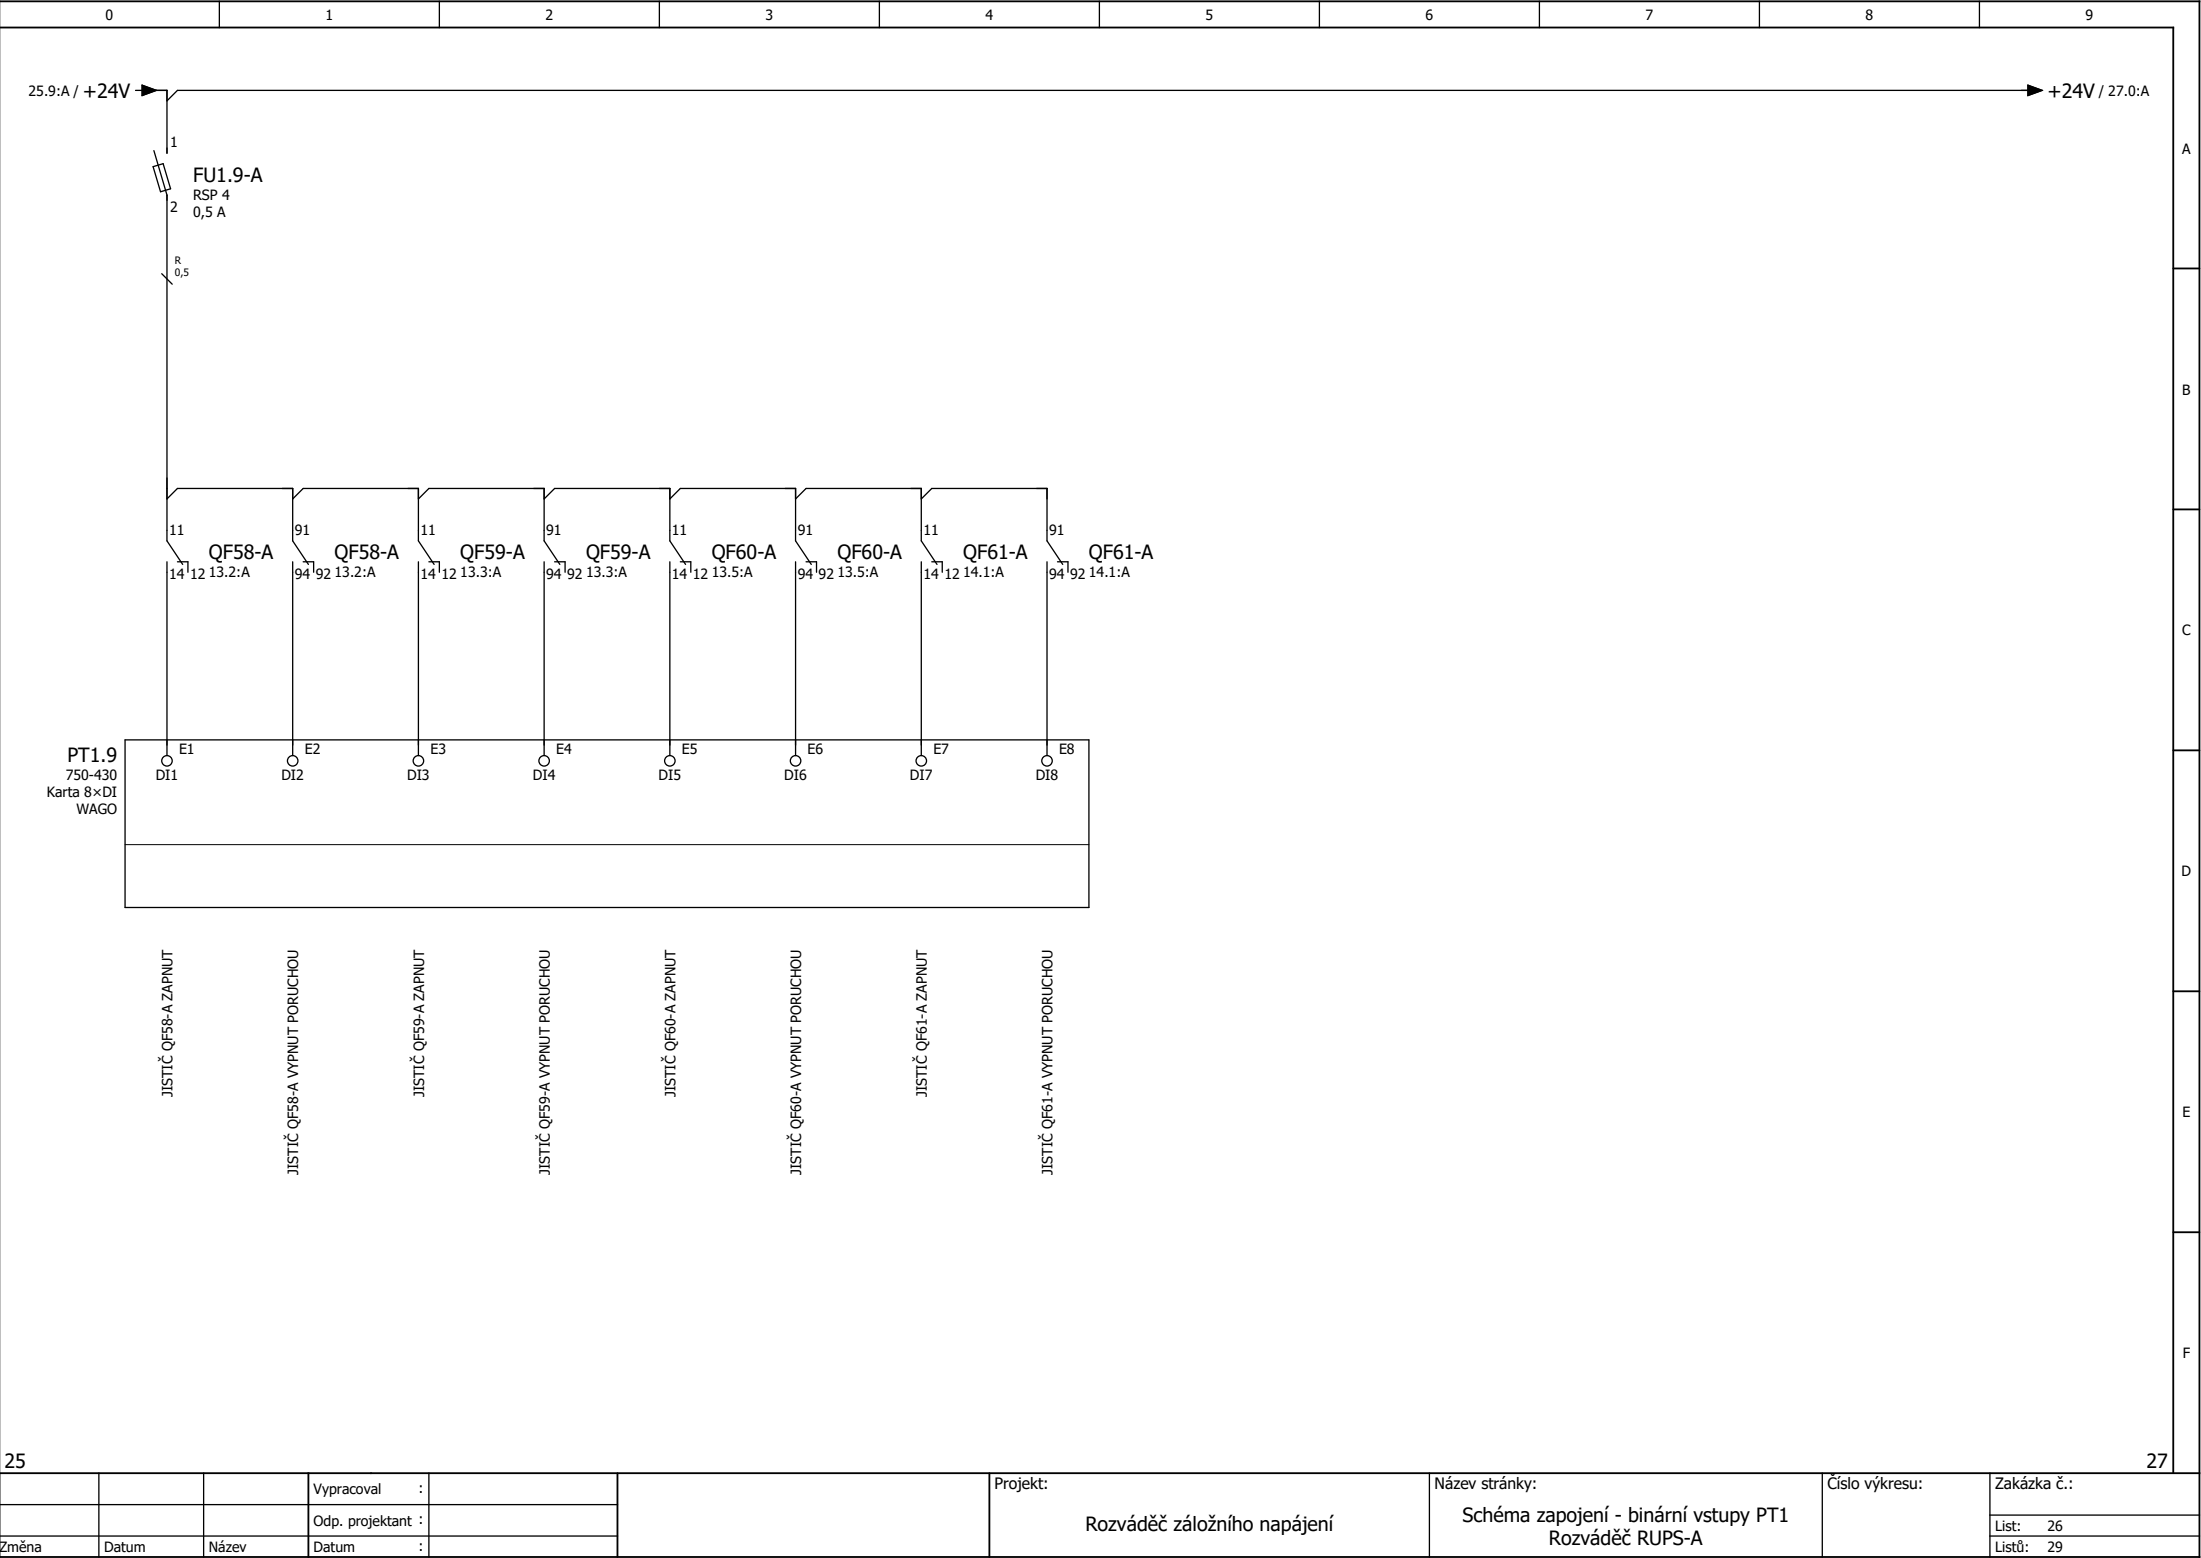 0 1 2 3 4 5 6 7 8 9
25.9:A / +24V
+24V / 27.0:A
1
FU1.9-A
RSP 4
0,5 A
2
R
0,5
A
B
C
D
E
F
11 91 11 91 11 91 11 91
QF58-A QF58-A QF59-A QF59-A QF60-A QF60-A QF61-A QF61-A
14 12 13.2:A 94 92 13.2:A 14 12 13.3:A 94 92 13.3:A 14 12 13.5:A 94 92 13.5:A 14 12 14.1:A 94 92 14.1:A
PT1.9
750-430
Karta 8×DI
WAGO
E1 E2 E3 E4 E5 E6 E7 E8
DI1 DI2 DI3 DI4 DI5 DI6 DI7 DI8
JISTIČ QF58-A ZAPNUT
JISTIČ QF58-A VYPNUT PORUCHOU
JISTIČ QF59-A ZAPNUT
JISTIČ QF59-A VYPNUT PORUCHOU
JISTIČ QF60-A ZAPNUT
JISTIČ QF60-A VYPNUT PORUCHOU
JISTIČ QF61-A ZAPNUT
JISTIČ QF61-A VYPNUT PORUCHOU
25
27
Vypracoval :
Odp. projektant :
Změna Datum Název Datum :
Projekt:
Rozváděč záložního napájení
Název stránky:
Schéma zapojení - binární vstupy PT1
Rozváděč RUPS-A
Číslo výkresu:
Zakázka č.:
List: 26
Listů: 29